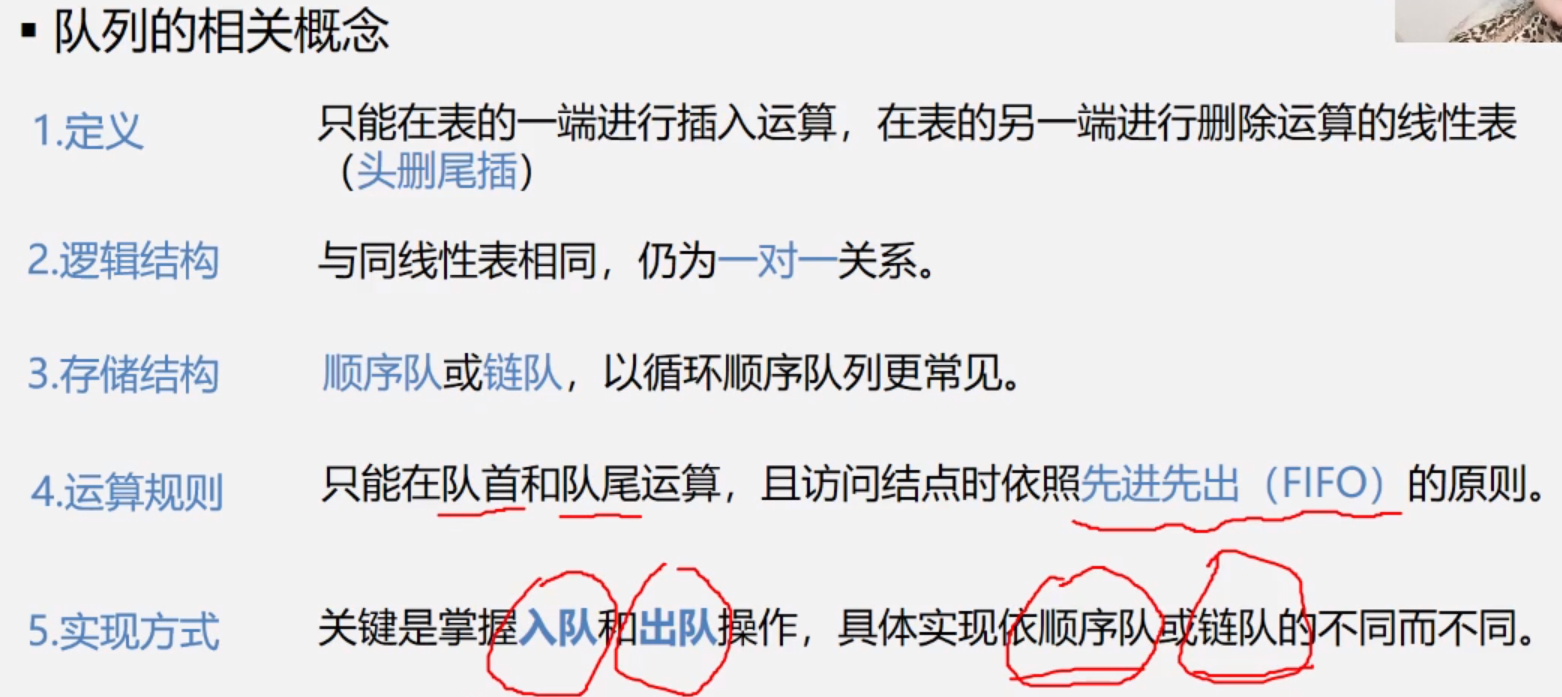 ▪ 队列的相关概念
1.定义 只能在表的一端进行插入运算，在表的另一端进行删除运算的线性表
（头删尾插）
2.逻辑结构 与同线性表相同，仍为一对一关系。
3.存储结构 顺序队或链队，以循环顺序队列更常见。
4.运算规则 只能在队首和队尾运算，且访问结点时依照先进先出（FIFO）的原则。
5.实现方式 关键是掌握入队和出队操作，具体实现依顺序队或链队的不同而不同。